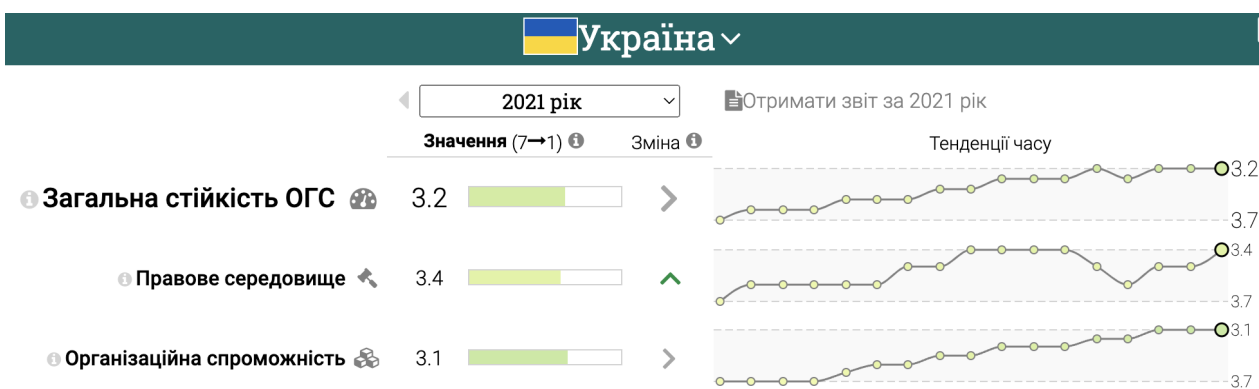 Україна
2021 рік
Отримати звіт за 2021 рік
Значення (7→1) Зміна Тенденції часу
Загальна стійкість ОГС 3.2 3.2
3.7
Правове середовище 3.4 3.4
3.7
Організаційна спроможність 3.1 3.1
3.7